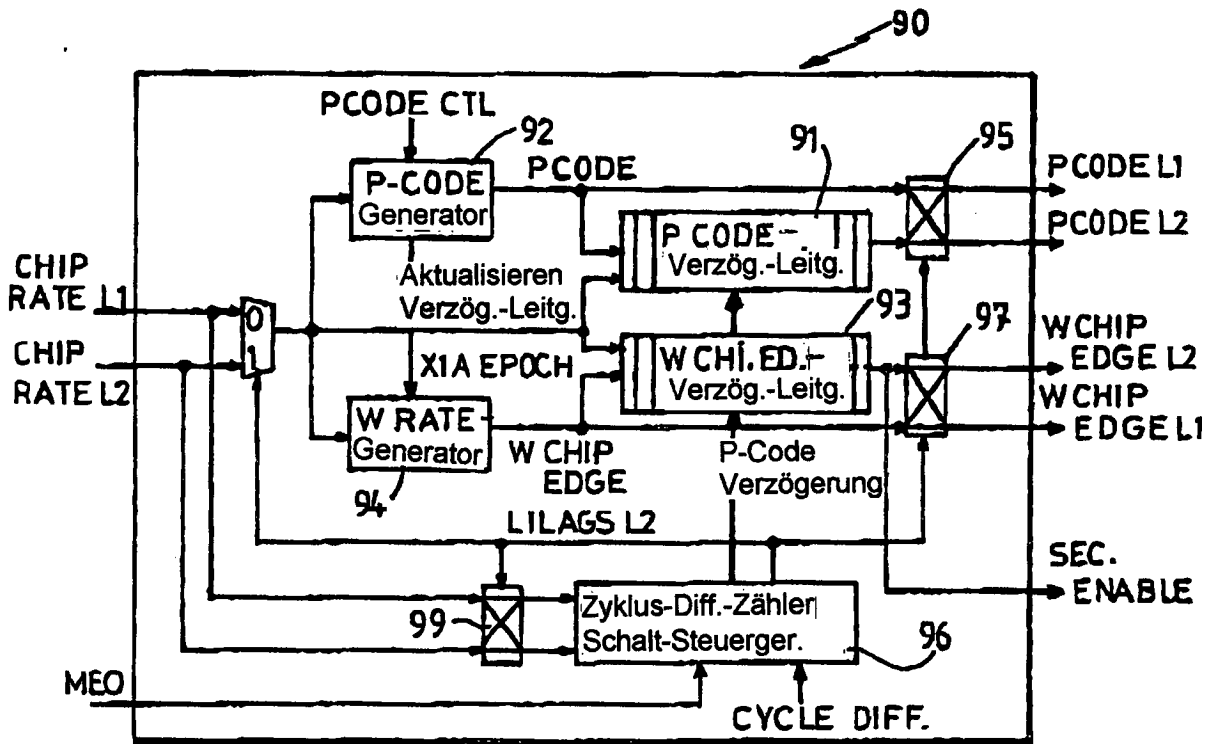 90
PCODE CTL
92
P-CODE
Generator
PCODE
91
P CODE -
Verzög.-Leitg.
95
PCODE L1
PCODE L2
CHIP
RATE L1
CHIP
RATE L2
0
1
Aktualisieren
Verzög.-Leitg.
X1A EPOCH
93
W CHI. ED. -
Verzög.-Leitg.
97
W CHIP
EDGE L2
W CHIP
EDGE L1
W RATE -
Generator
94
W CHIP
EDGE
P-Code
Verzögerung
L1LAGS L2
SEC.
ENABLE
99
Zyklus-Diff.-Zähler
Schalt-Steuerger.
96
MEO
CYCLE DIFF.